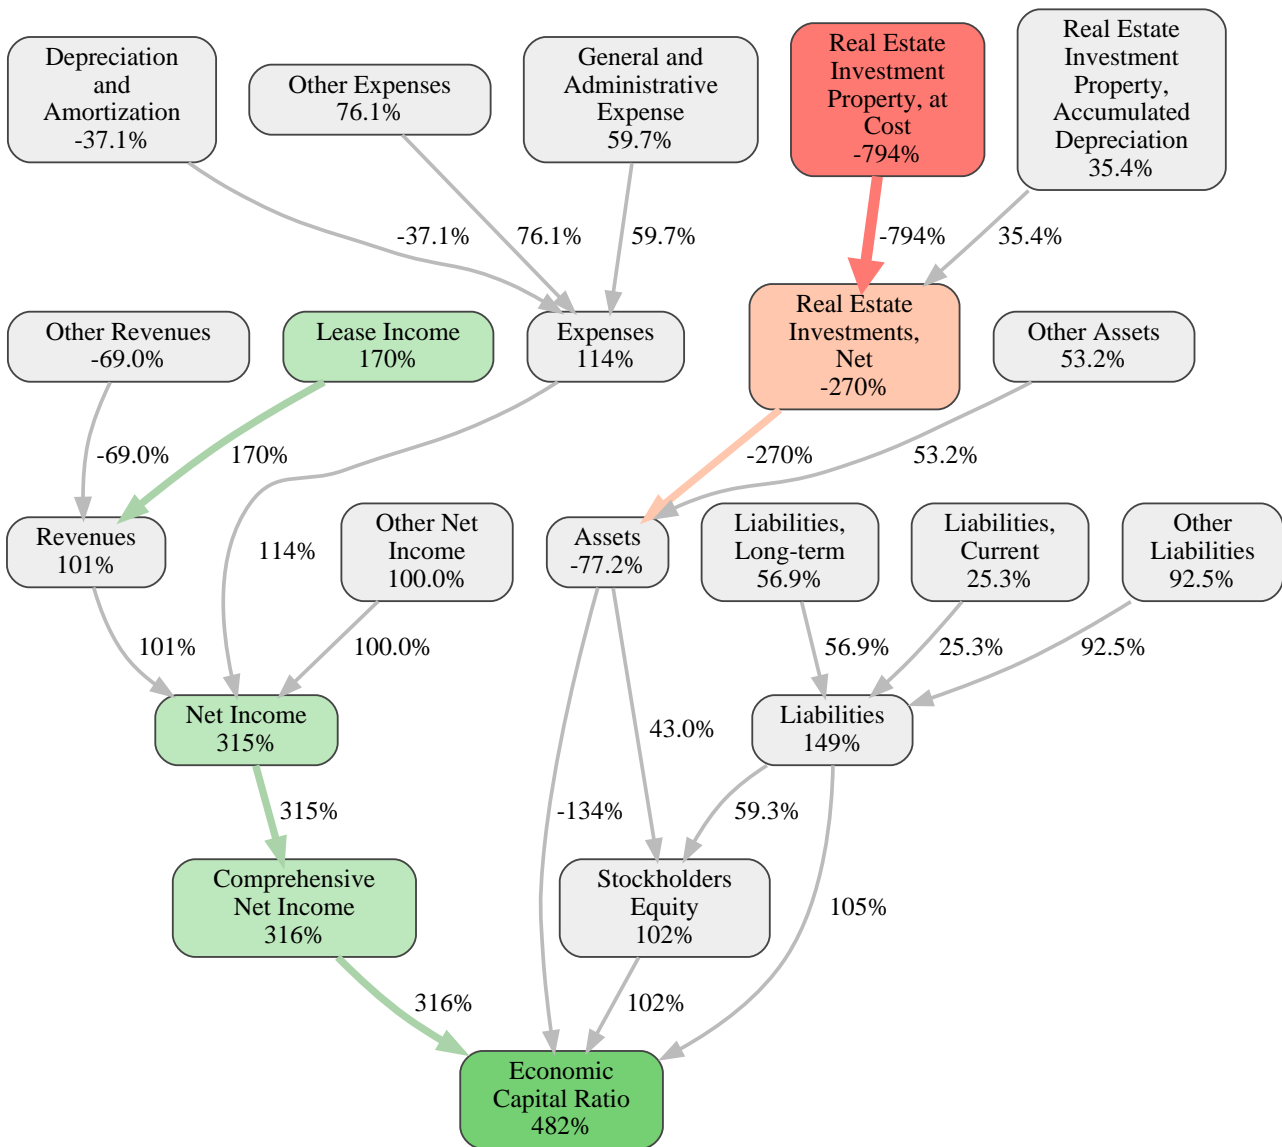 Depreciation
and
Amortization
-37.1%
Other Expenses
76.1%
General and
Administrative
Expense
59.7%
Real Estate
Investment
Property, at
Cost
-794%
Real Estate
Investment
Property,
Accumulated
Depreciation
35.4%
-37.1%
76.1%
59.7%
-794%
35.4%
Other Revenues
-69.0%
Lease Income
170%
Expenses
114%
Real Estate
Investments,
Net
-270%
Other Assets
53.2%
-69.0%
170%
-270%
53.2%
Revenues
101%
114%
Other Net
Income
100.0%
Assets
-77.2%
Liabilities,
Long-term
56.9%
Liabilities,
Current
25.3%
Other
Liabilities
92.5%
101%
100.0%
56.9%
25.3%
92.5%
Net Income
315%
43.0%
Liabilities
149%
315%
-134%
59.3%
Comprehensive
Net Income
316%
Stockholders
Equity
102%
105%
316%
102%
Economic
Capital Ratio
482%